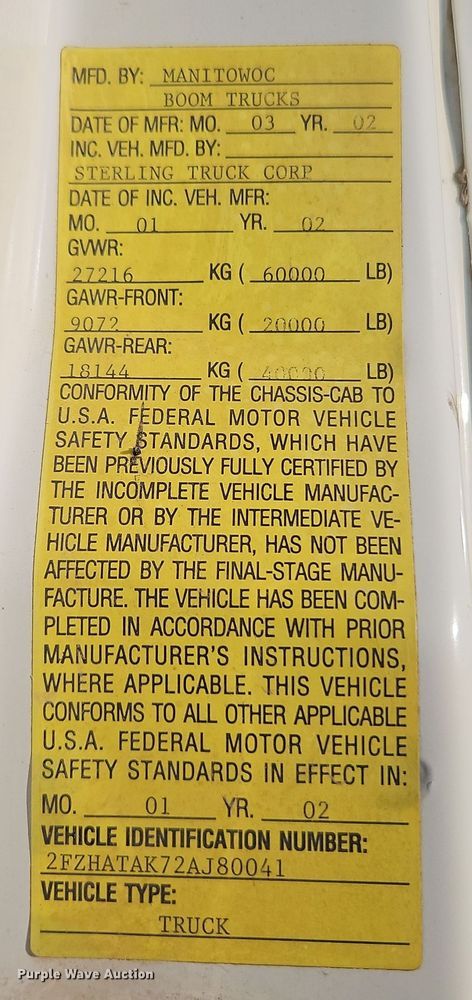 MFD. BY: MANITOWOC
BOOM TRUCKS
DATE OF MFR: MO. 03 YR. 02
INC. VEH. MFD. BY:
STERLING TRUCK CORP
DATE OF INC. VEH. MFR:
MO. 01 YR. 02
GVWR:
27216 KG ( 60000 LB)
GAWR-FRONT:
9072 KG ( 20000 LB)
GAWR-REAR:
18144 KG ( 40000 LB)
CONFORMITY OF THE CHASSIS-CAB TO
U.S.A. FEDERAL MOTOR VEHICLE
SAFETY STANDARDS, WHICH HAVE
BEEN PREVIOUSLY FULLY CERTIFIED BY
THE INCOMPLETE VEHICLE MANUFAC-
TURER OR BY THE INTERMEDIATE VE-
HICLE MANUFACTURER, HAS NOT BEEN
AFFECTED BY THE FINAL-STAGE MANU-
FACTURE. THE VEHICLE HAS BEEN COM-
PLETED IN ACCORDANCE WITH PRIOR
MANUFACTURER'S INSTRUCTIONS,
WHERE APPLICABLE. THIS VEHICLE
CONFORMS TO ALL OTHER APPLICABLE
U.S.A. FEDERAL MOTOR VEHICLE
SAFETY STANDARDS IN EFFECT IN:
MO. 01 YR. 02
VEHICLE IDENTIFICATION NUMBER:
2FZHATAK72AJ80041
VEHICLE TYPE:
TRUCK
Purple Wave Auction